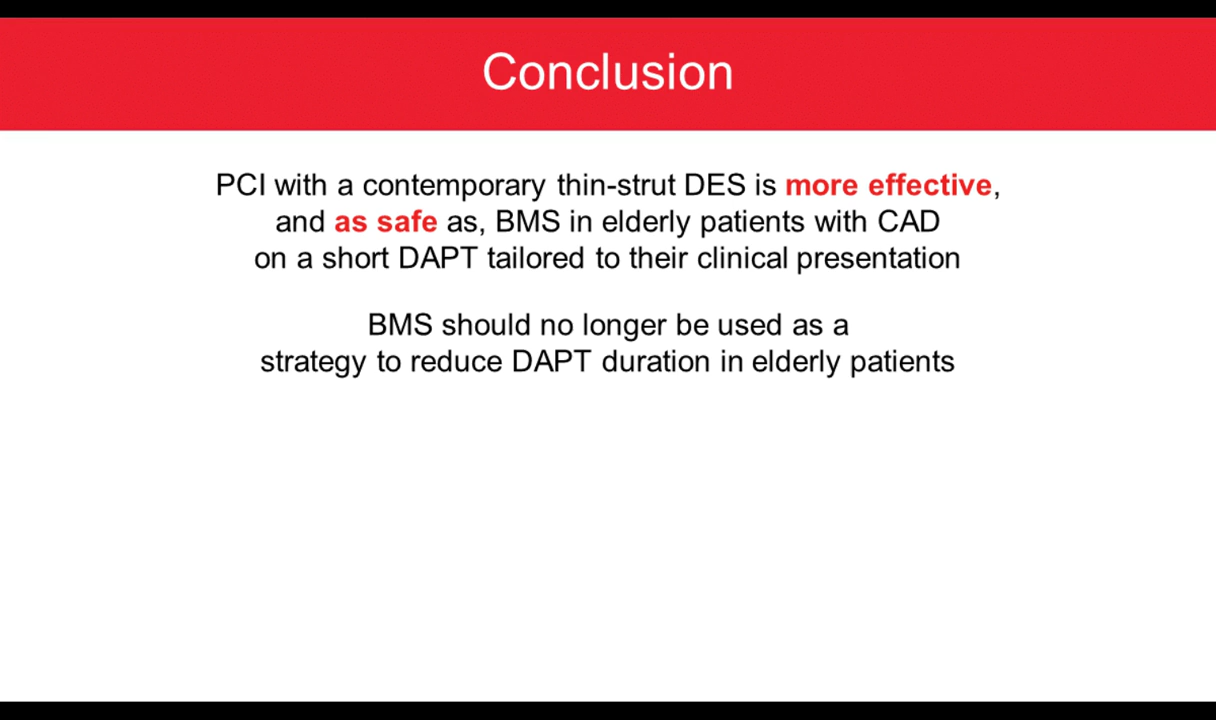 Conclusion
PCI with a contemporary thin-strut DES is more effective,
and as safe as, BMS in elderly patients with CAD
on a short DAPT tailored to their clinical presentation
BMS should no longer be used as a
strategy to reduce DAPT duration in elderly patients